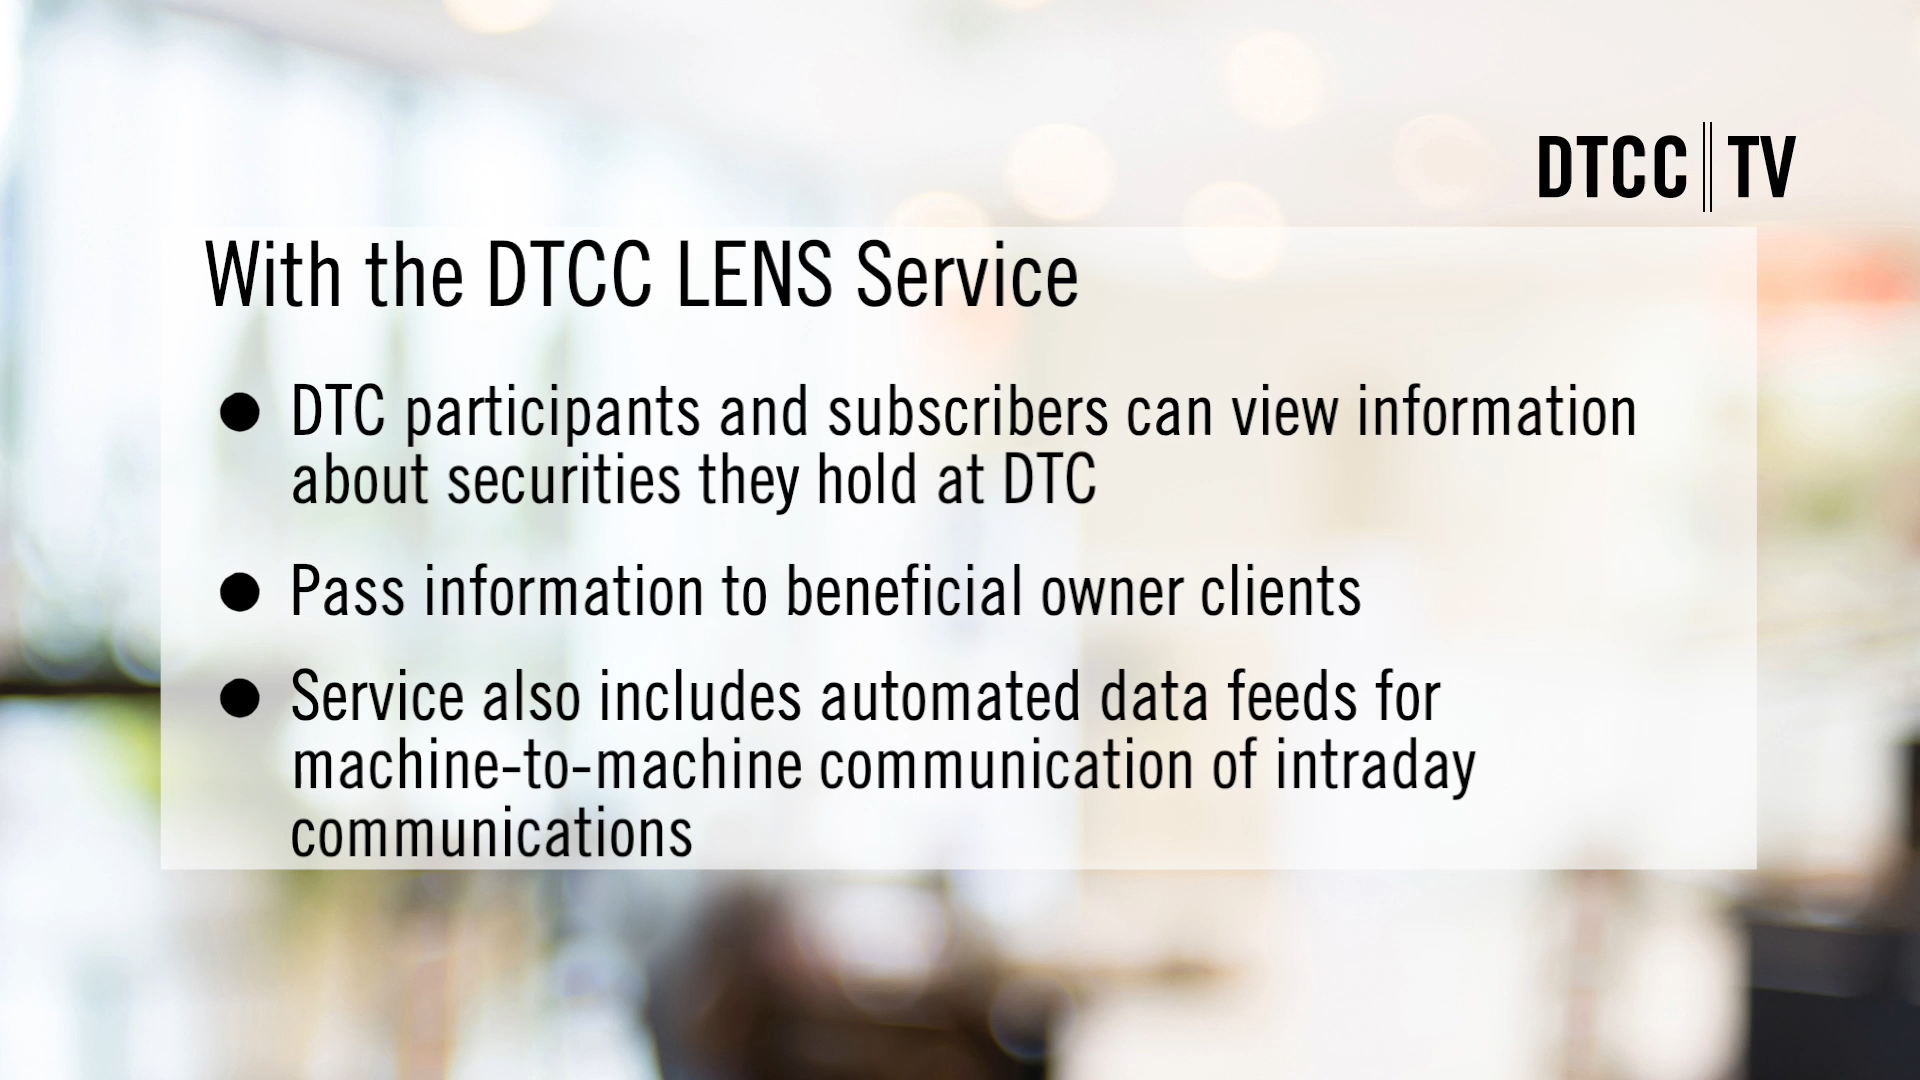 DTCC || TV
With the DTCC LENS Service
● DTC participants and subscribers can view information
about securities they hold at DTC
● Pass information to beneficial owner clients
● Service also includes automated data feeds for
machine-to-machine communication of intraday
communications